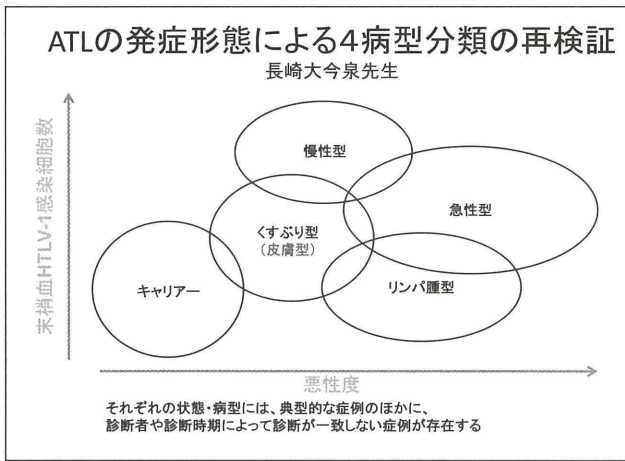 ATLの発症形態による4病型分類の再検証
長崎大今泉先生
末梢血HTLV-1感染細胞数
慢性型
急性型
くすぶり型
（皮膚型）
キャリアー
リンパ腫型
悪性度
それぞれの状態・病型には、典型的な症例のほかに、
診断者や診断時期によって診断が一致しない症例が存在する